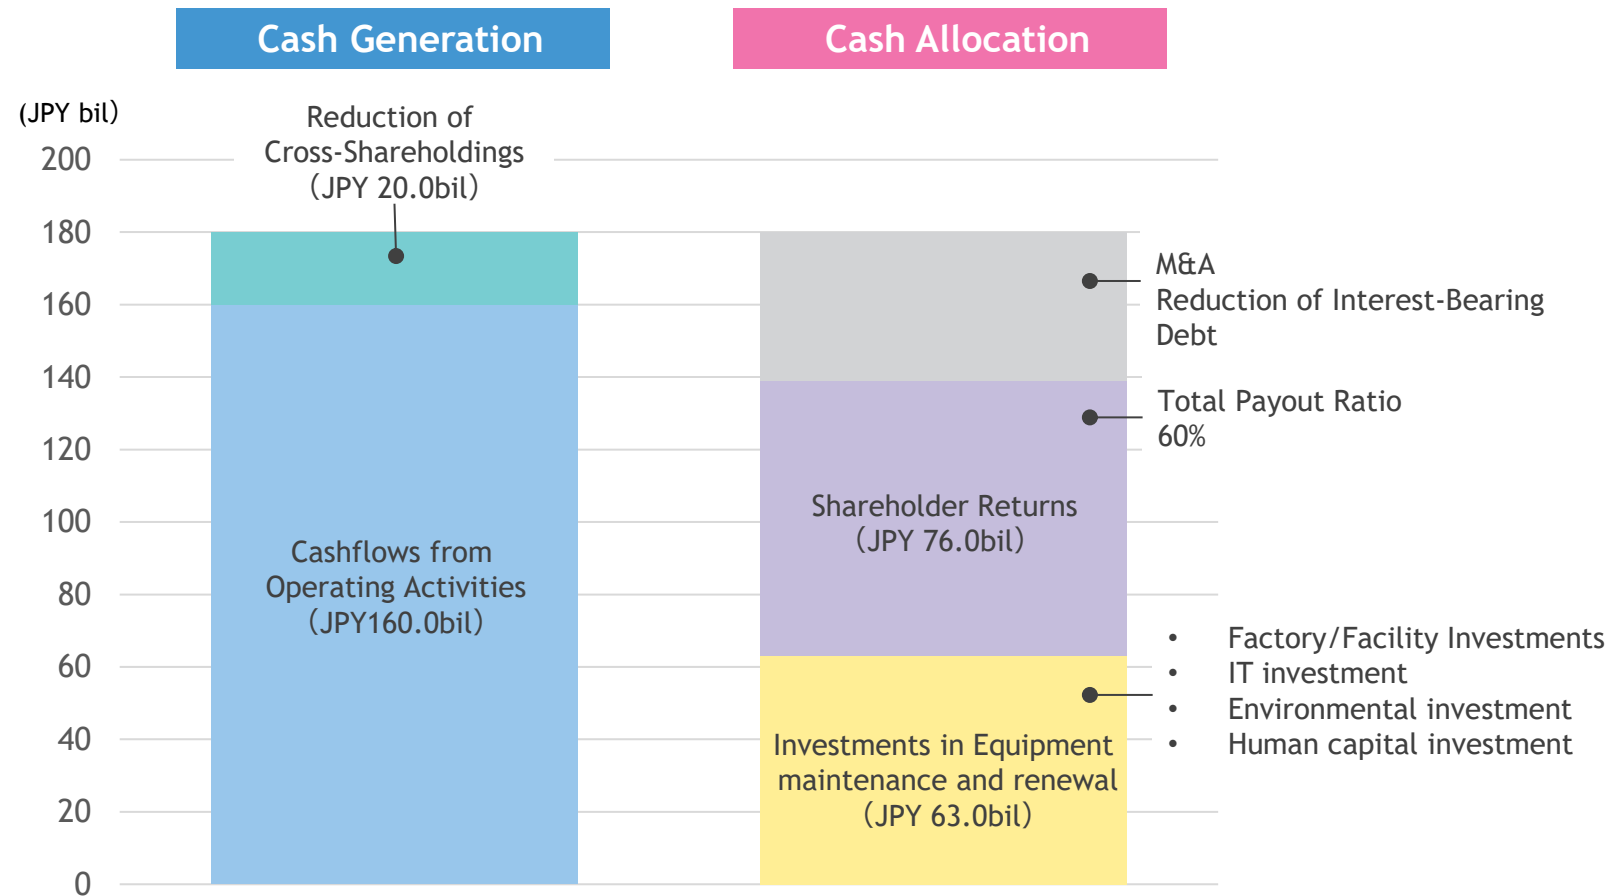 Cash Generation
Cash Allocation
(JPY bil）
Reduction of
Cross-Shareholdings
（JPY 20.0bil）
200
180
160
140
120
100
80
60
40
20
0
Cashflows from
Operating Activities
（JPY160.0bil）
M&A
Reduction of Interest-Bearing
Debt
Total Payout Ratio
60%
Shareholder Returns
（JPY 76.0bil）
• Factory/Facility Investments
• IT investment
• Environmental investment
• Human capital investment
Investments in Equipment
maintenance and renewal
（JPY 63.0bil）